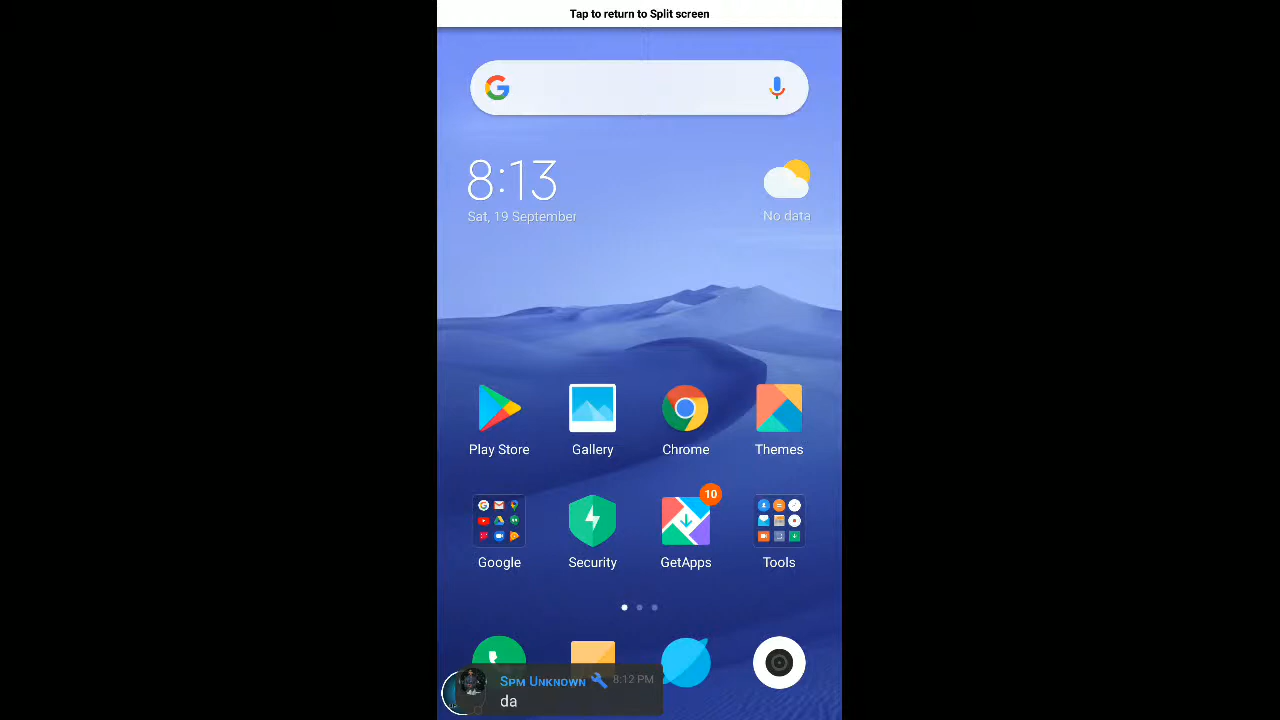 Tap to return to Split screen
8:13
Sat, 19 September
No data
Play Store
Gallery
Chrome
Themes
10
Google
Security
GetApps
Tools
Spm Unknown 8:12 PM
da